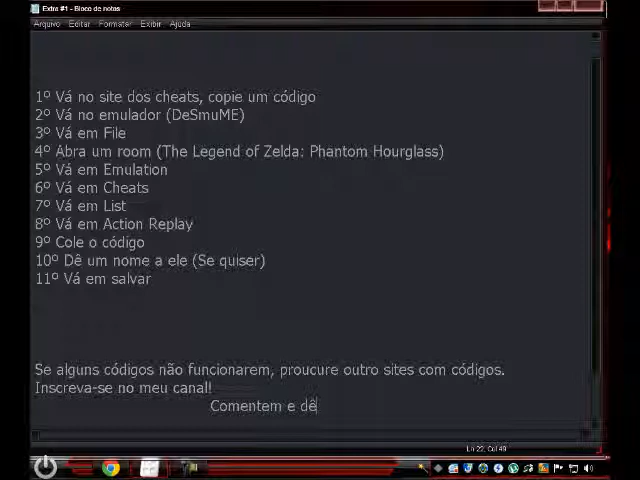 Extra #1 - Bloco de notas
Arquivo Editar Formatar Exibir Ajuda
1º Vá no site dos cheats, copie um código
2º Vá no emulador (DeSmuME)
3º Vá em File
4º Abra um room (The Legend of Zelda: Phantom Hourglass)
5º Vá em Emulation
6º Vá em Cheats
7º Vá em List
8º Vá em Action Replay
9º Cole o código
10º Dê um nome a ele (Se quiser)
11º Vá em salvar
Se alguns códigos não funcionarem, proucure outro sites com códigos.
Inscreva-se no meu canal!
Comentem e dê
Ln 22, Col 49